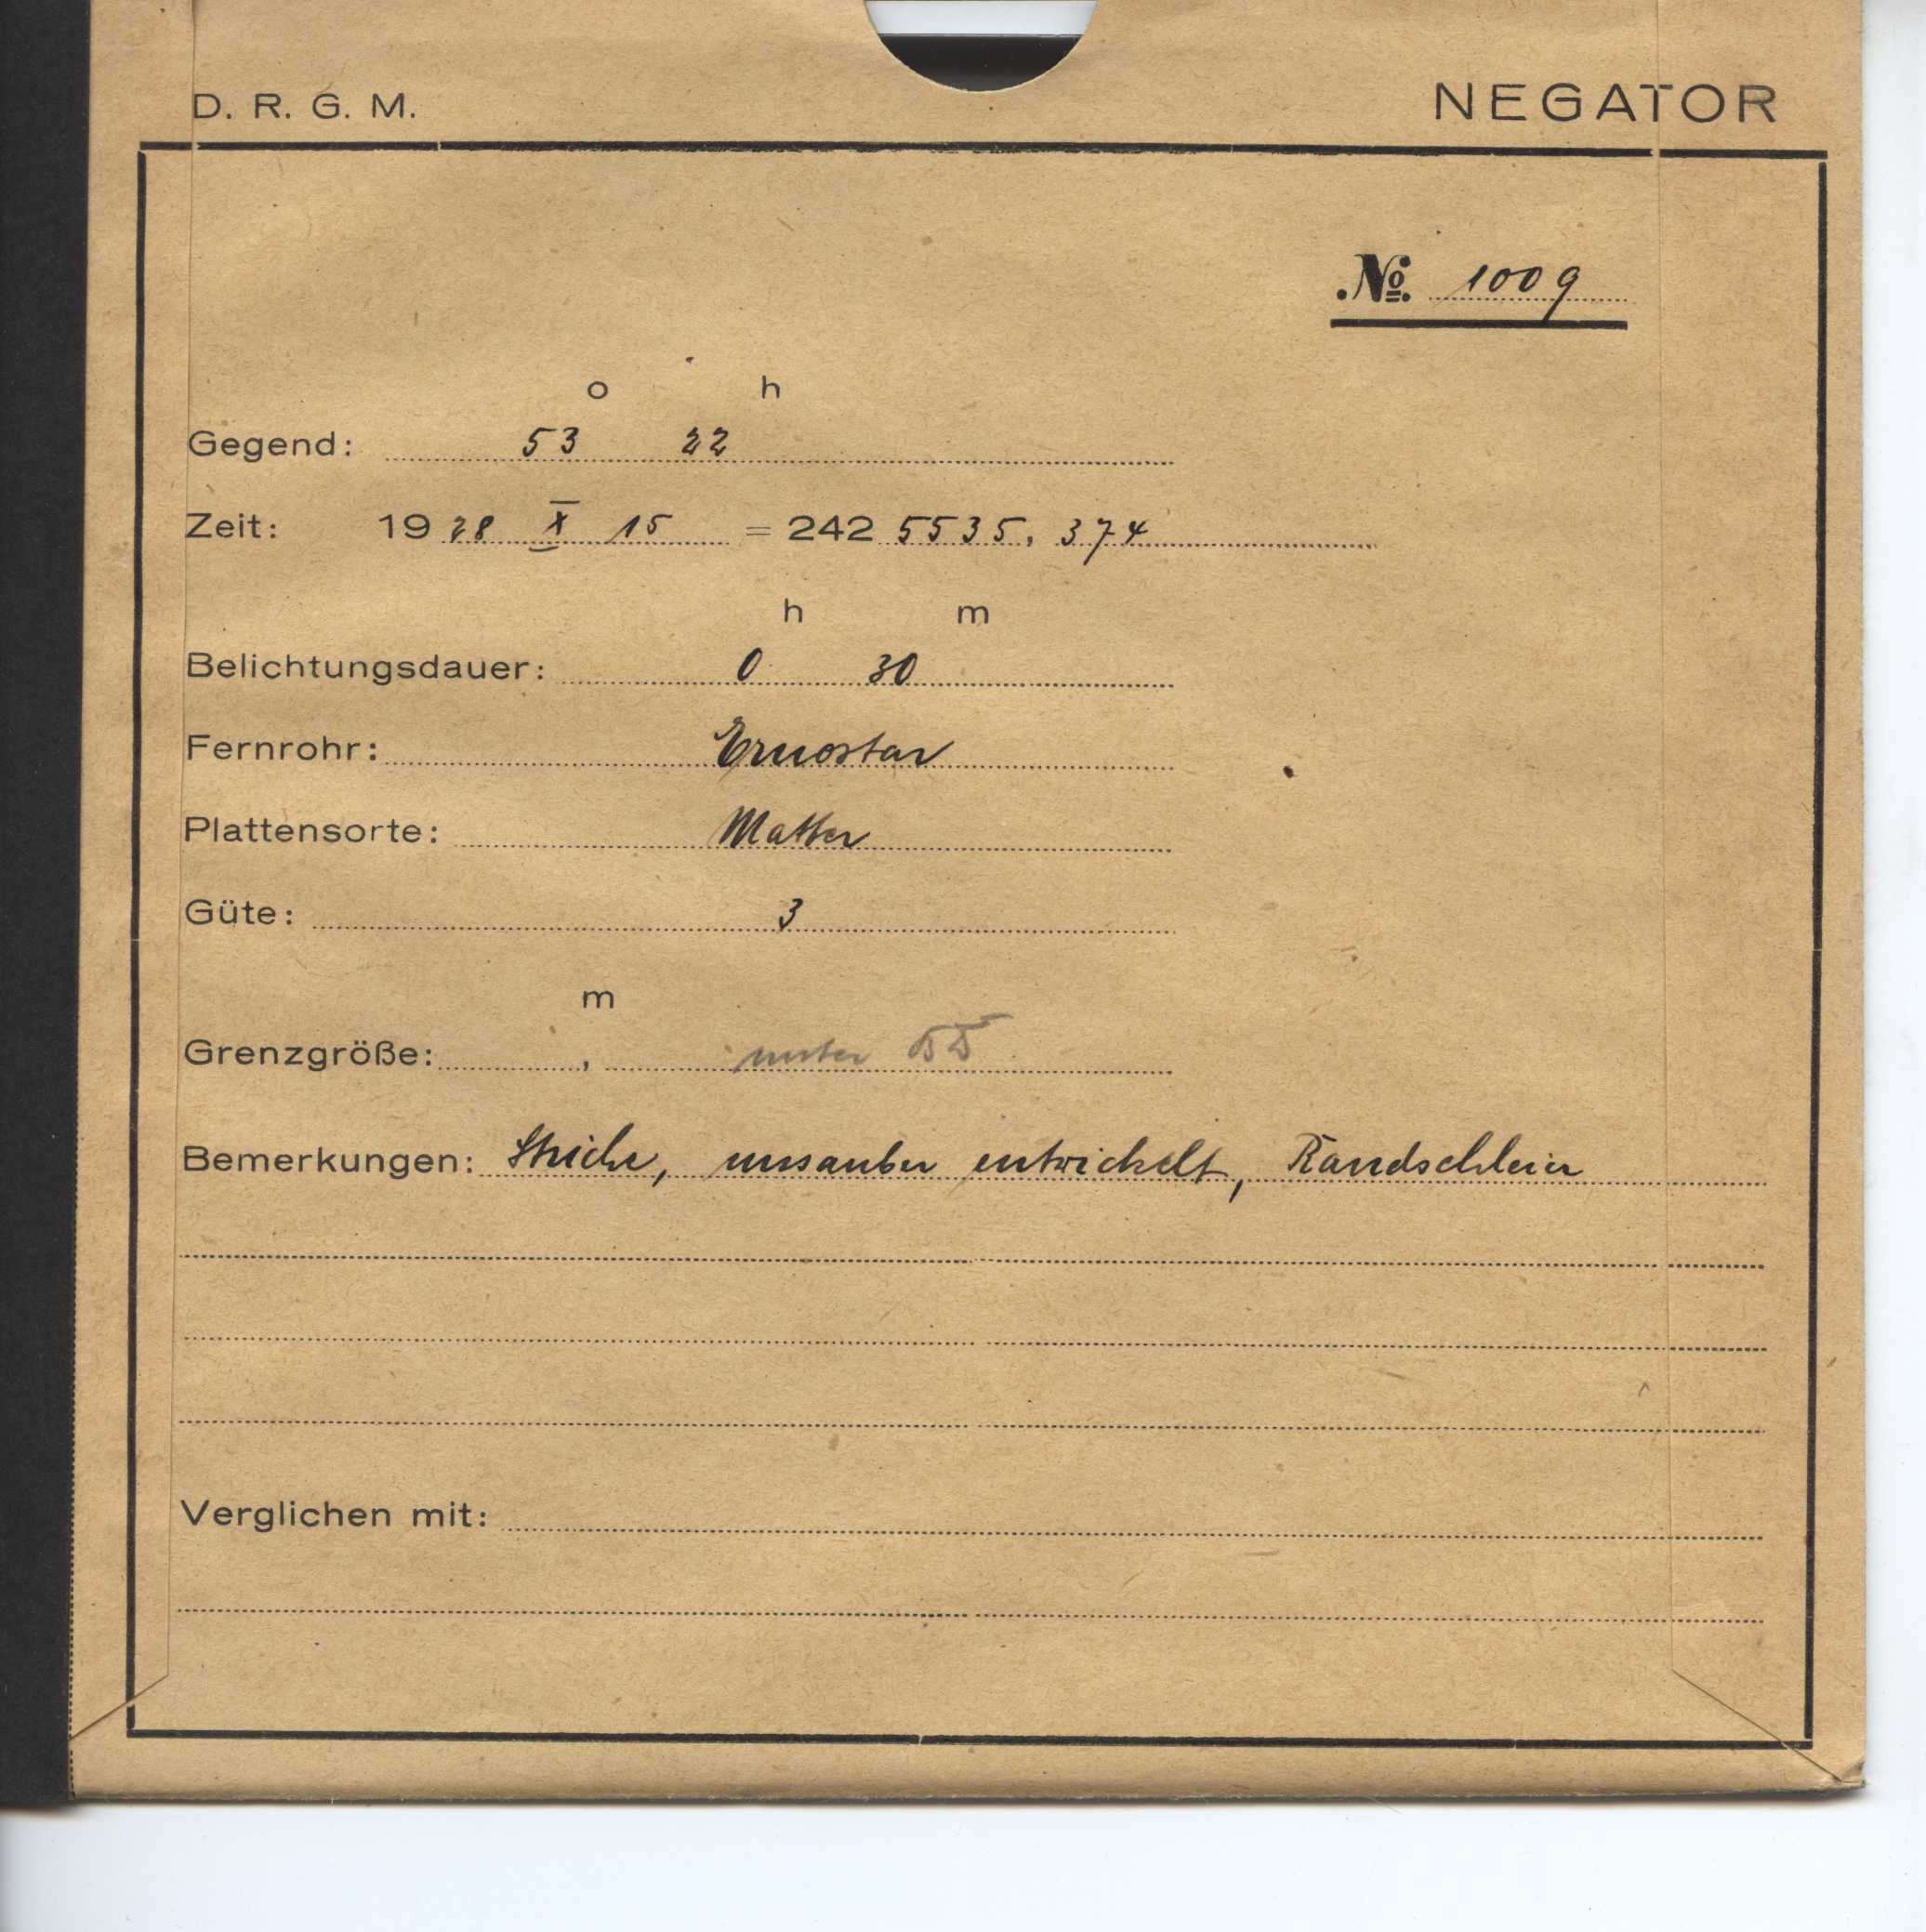 D. R. G. M. NEGATOR
№ 1009
o h
Gegend: 53 22
Zeit: 1928 X 15 = 242 5535, 374
h m
Belichtungsdauer: 0 30
Fernrohr: Ernostar
Plattensorte: Matter
Güte: 3
m
Grenzgröße: , unter
Bemerkungen: Striche, unsauber entwickelt, Randschleier
Verglichen mit: